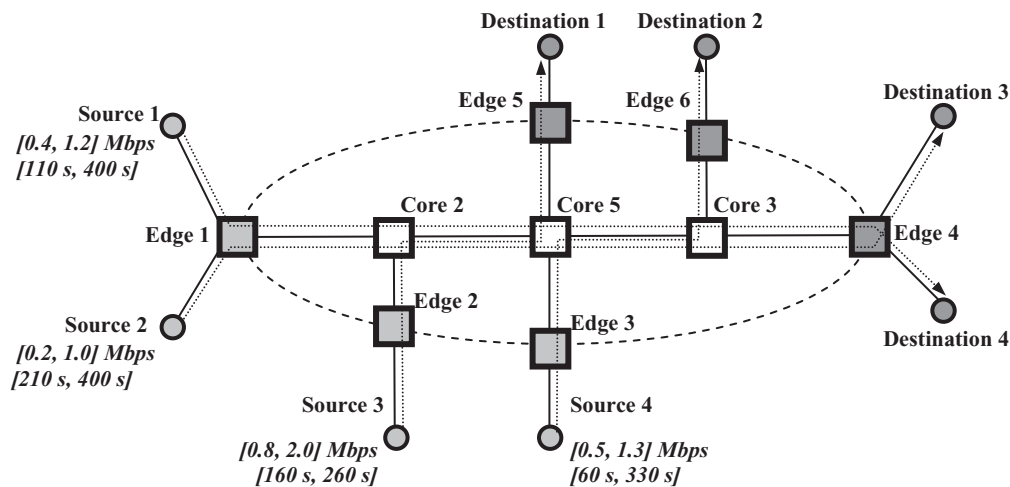 Destination 1
Destination 2
Edge 5
Edge 6
Destination 3
Source 1
[0.4, 1.2] Mbps
[110 s, 400 s]
Core 2
Core 5
Core 3
Edge 1
Edge 4
Edge 2
Edge 3
Source 2
[0.2, 1.0] Mbps
[210 s, 400 s]
Destination 4
Source 3
[0.8, 2.0] Mbps
[160 s, 260 s]
Source 4
[0.5, 1.3] Mbps
[60 s, 330 s]